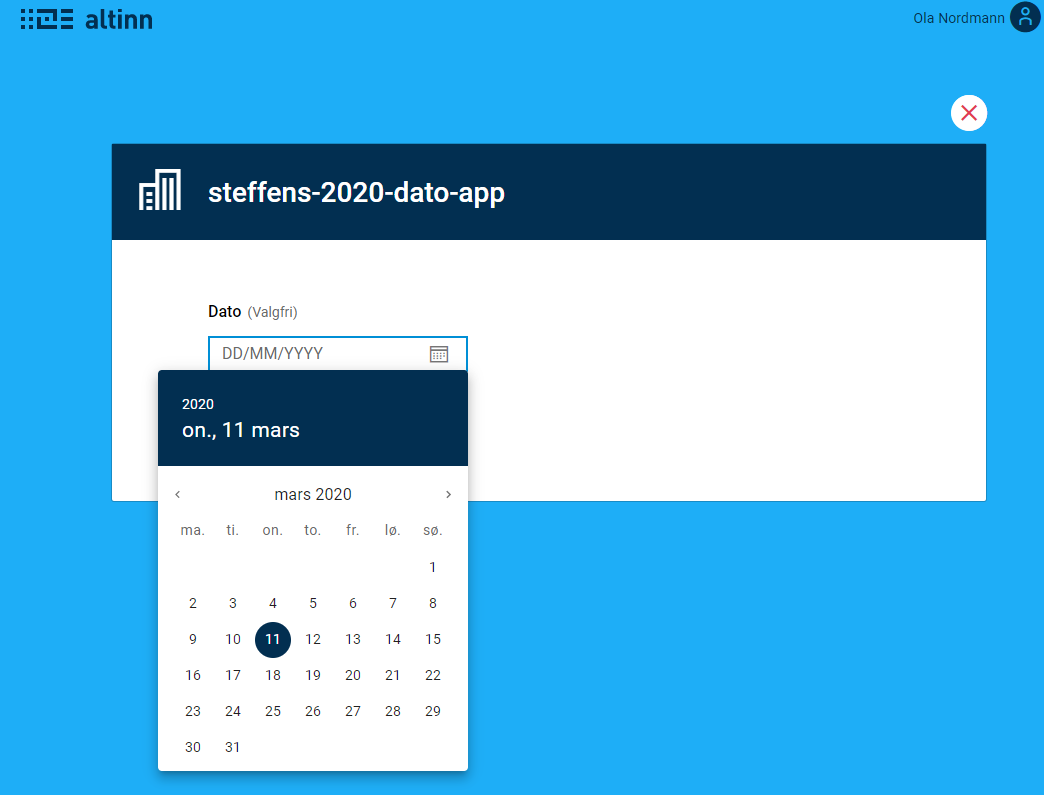 altinn
Ola Nordmann
steffens-2020-dato-app
Dato (Valgfri)
DD/MM/YYYY
2020
on., 11 mars
mars 2020
ma. ti. on. to. fr. lø. sø.
1
2 3 4 5 6 7 8
9 10 11 12 13 14 15
16 17 18 19 20 21 22
23 24 25 26 27 28 29
30 31